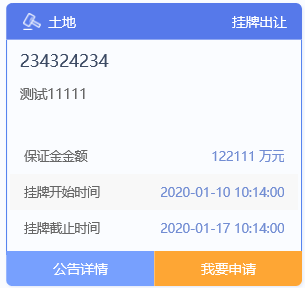 土地 挂牌出让
234324234
测试11111
保证金金额 122111 万元
挂牌开始时间 2020-01-10 10:14:00
挂牌截止时间 2020-01-17 10:14:00
公告详情 我要申请